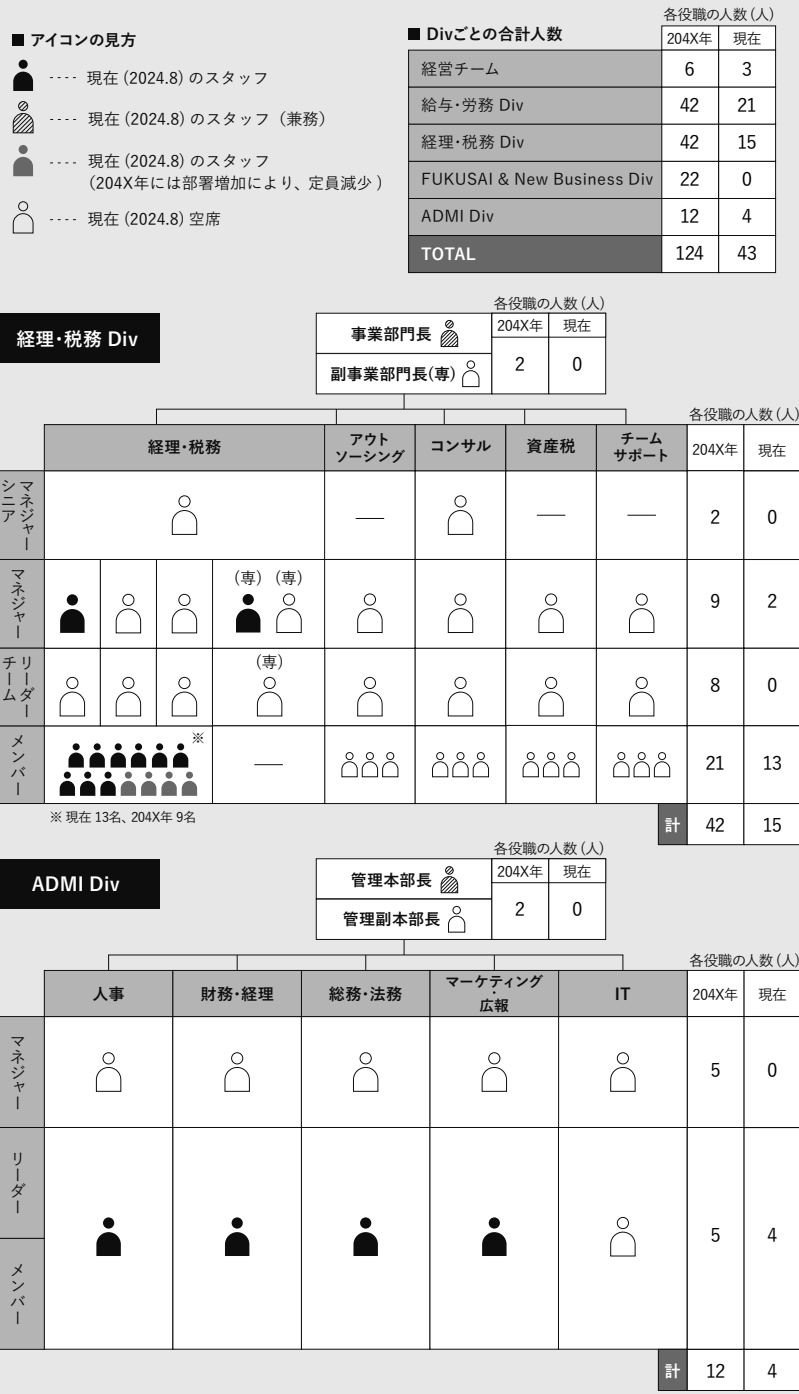 ■ アイコンの見方
---- 現在 (2024.8) のスタッフ
---- 現在 (2024.8) のスタッフ（兼務）
---- 現在 (2024.8) のスタッフ
（204X年には部署増加により、定員減少 ）
---- 現在 (2024.8) 空席
各役職の人数 (人)
■ Divごとの合計人数 204X年 現在
経営チーム 6 3
給与・労務 Div 42 21
経理・税務 Div 42 15
FUKUSAI & New Business Div 22 0
ADMI Div 12 4
TOTAL 124 43
経理・税務 Div
各役職の人数 (人)
事業部門長 204X年 現在
副事業部門長(専) 2 0
各役職の人数 (人)
経理・税務 アウトソーシング コンサル 資産税 チームサポート 204X年 現在
シニアマネジャー — — — 2 0
(専) (専)
マネジャー 9 2
(専)
チームリーダー 8 0
※
メンバー — 21 13
※ 現在 13名、204X年 9名
計 42 15
ADMI Div
各役職の人数 (人)
管理本部長 204X年 現在
管理副本部長 2 0
各役職の人数 (人)
人事 財務・経理 総務・法務 マーケティング・広報 IT 204X年 現在
マネジャー 5 0
リーダー
メンバー 5 4
計 12 4